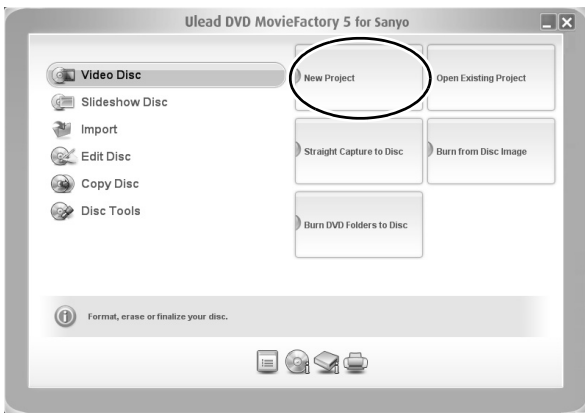 Ulead DVD MovieFactory 5 for Sanyo
Video Disc
Slideshow Disc
Import
Edit Disc
Copy Disc
Disc Tools
New Project
Open Existing Project
Straight Capture to Disc
Burn from Disc Image
Burn DVD Folders to Disc
Format, erase or finalize your disc.